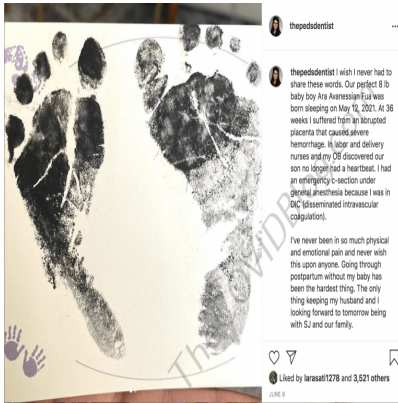 thepedsdentist
thepedsdentist I wish I never had to
share these words. Our perfect 8 lb
baby boy Ara Avanessian Fua was
born sleeping on May 12, 2021. At 36
weeks I suffered from an abrupted
placenta that caused severe
hemorrhage. In labor and delivery
nurses and my OB discovered our
son no longer had a heartbeat. I had
an emergency c-section under
general anesthesia because I was in
DIC (disseminated intravascular
coagulation).
I've never been in so much physical
and emotional pain and never wish
this upon anyone. Going through
postpartum without my baby has
been the hardest thing. The only
thing keeping my husband and I
looking forward to tomorrow being
with SJ and our family.
Liked by larasati1278 and 3,521 others
JUNE 9